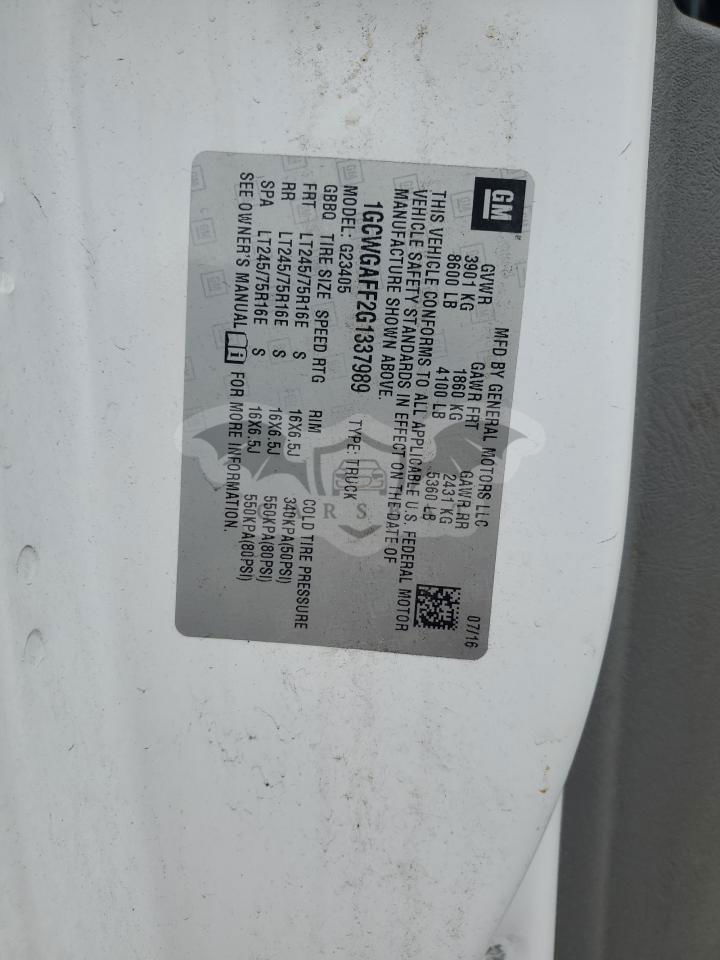 GM
MFD BY GENERAL MOTORS LLC
07/16
GVWR GAWR FRT GAWR RR
3901 KG 1860 KG 2431 KG
8600 LB 4100 LB 5360 LB
THIS VEHICLE CONFORMS TO ALL APPLICABLE U.S. FEDERAL MOTOR
VEHICLE SAFETY STANDARDS IN EFFECT ON THE DATE OF
MANUFACTURE SHOWN ABOVE.
1GCWGAFF2G1337989 TYPE: TRUCK
MODEL: G23405
GBBQ TIRE SIZE SPEED RTG RIM COLD TIRE PRESSURE
FRT LT245/75R16E S 16X6.5J 340KPA(50PSI)
RR LT245/75R16E S 16X6.5J 550KPA(80PSI)
SPA LT245/75R16E S 16X6.5J 550KPA(80PSI)
SEE OWNER'S MANUAL FOR MORE INFORMATION.